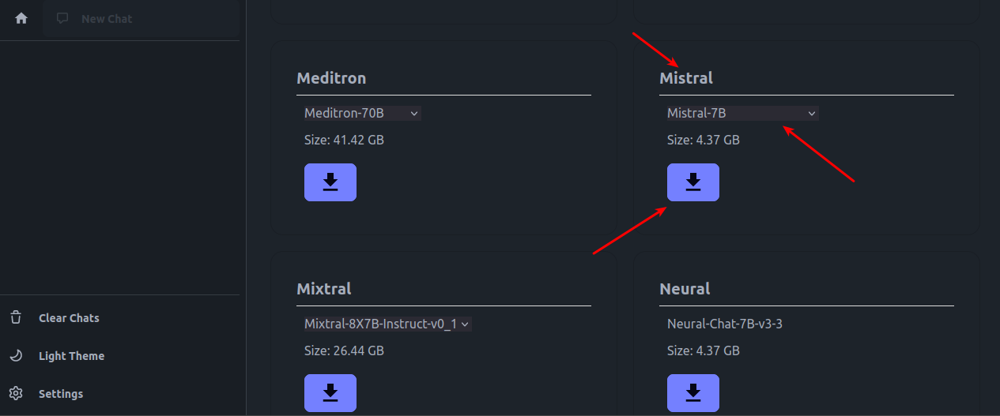 New Chat
Meditron
Meditron-70B
Size: 41.42 GB
Mistral
Mistral-7B
Size: 4.37 GB
Mixtral
Mixtral-8X7B-Instruct-v0_1
Size: 26.44 GB
Neural
Neural-Chat-7B-v3-3
Size: 4.37 GB
Clear Chats
Light Theme
Settings